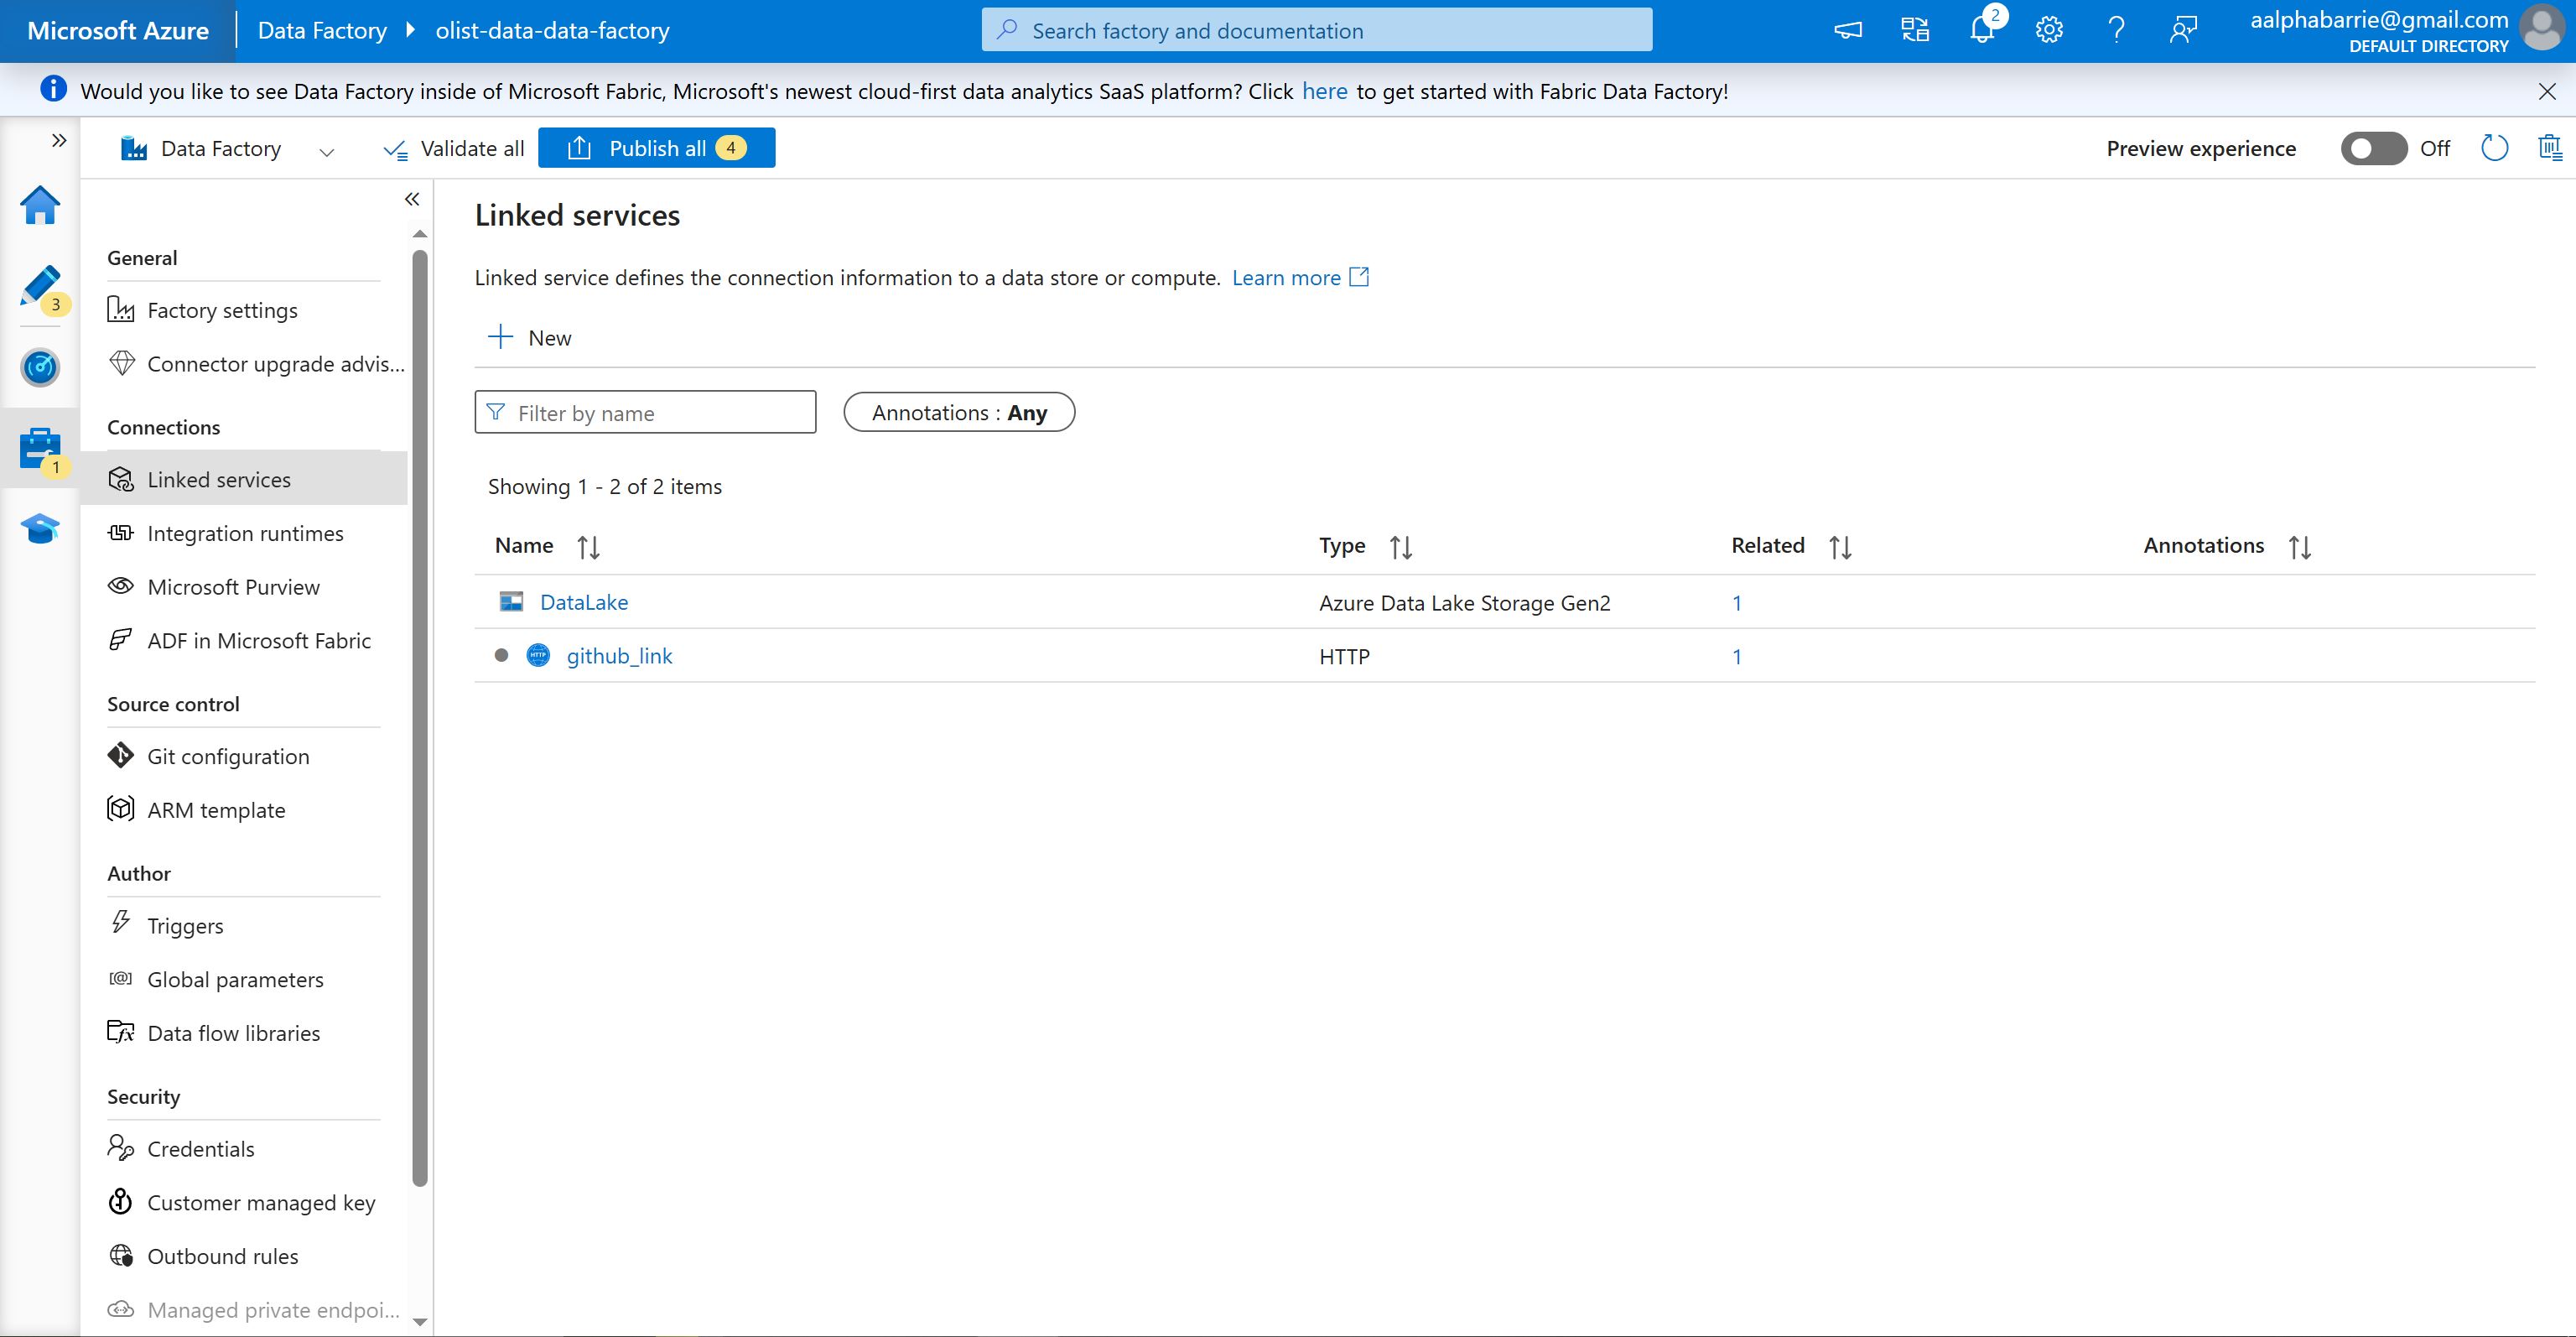 Microsoft Azure
Data Factory
olist-data-data-factory
Search factory and documentation
2
aalphabarrie@gmail.com
DEFAULT DIRECTORY
Would you like to see Data Factory inside of Microsoft Fabric, Microsoft's newest cloud-first data analytics SaaS platform? Click here to get started with Fabric Data Factory!
Data Factory
Validate all
Publish all 4
Preview experience
Off
3
1
General
Factory settings
Connector upgrade advis...
Connections
Linked services
Integration runtimes
Microsoft Purview
ADF in Microsoft Fabric
Source control
Git configuration
ARM template
Author
Triggers
Global parameters
Data flow libraries
Security
Credentials
Customer managed key
Outbound rules
Managed private endpoi...
Linked services
Linked service defines the connection information to a data store or compute. Learn more
New
Filter by name
Annotations : Any
Showing 1 - 2 of 2 items
Name Type Related Annotations
DataLake Azure Data Lake Storage Gen2 1
HTTP github_link HTTP 1